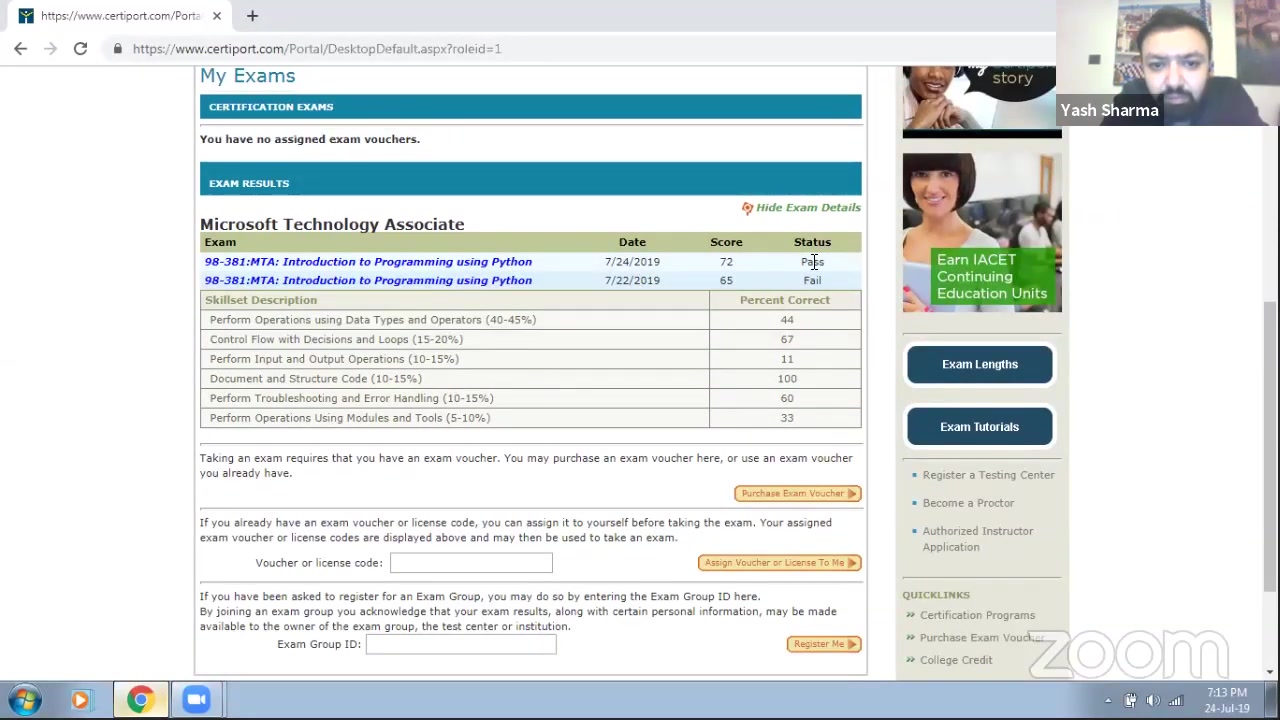 https://www.certiport.com/Porta
https://www.certiport.com/Portal/DesktopDefault.aspx?roleid=1
Yash Sharma
My Exams
CERTIFICATION EXAMS
You have no assigned exam vouchers.
EXAM RESULTS
Hide Exam Details
Microsoft Technology Associate
Exam Date Score Status
98-381:MTA: Introduction to Programming using Python 7/24/2019 72 Pass
98-381:MTA: Introduction to Programming using Python 7/22/2019 65 Fail
Skillset Description Percent Correct
Perform Operations using Data Types and Operators (40-45%) 44
Control Flow with Decisions and Loops (15-20%) 67
Perform Input and Output Operations (10-15%) 11
Document and Structure Code (10-15%) 100
Perform Troubleshooting and Error Handling (10-15%) 60
Perform Operations Using Modules and Tools (5-10%) 33
Taking an exam requires that you have an exam voucher. You may purchase an exam voucher here, or use an exam voucher
you already have.
Purchase Exam Voucher
If you already have an exam voucher or license code, you can assign it to yourself before taking the exam. Your assigned
exam voucher or license codes are displayed above and may then be used to take an exam.
Voucher or license code:
Assign Voucher or License To Me
If you have been asked to register for an Exam Group, you may do so by entering the Exam Group ID here.
By joining an exam group you acknowledge that your exam results, along with certain personal information, may be made
available to the owner of the exam group, the test center or institution.
Exam Group ID:
Register Me
my certiport
story
Earn IACET
Continuing
Education Units
Exam Lengths
Exam Tutorials
Register a Testing Center
Become a Proctor
Authorized Instructor
Application
QUICKLINKS
Certification Programs
Purchase Exam Voucher
College Credit
zoom
7:13 PM
24-Jul-19